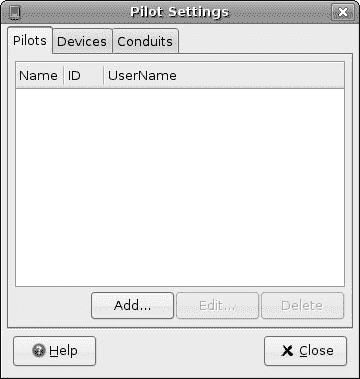 Pilot Settings
Pilots Devices Conduits
Name ID UserName
Add... Edit... Delete
Help Close